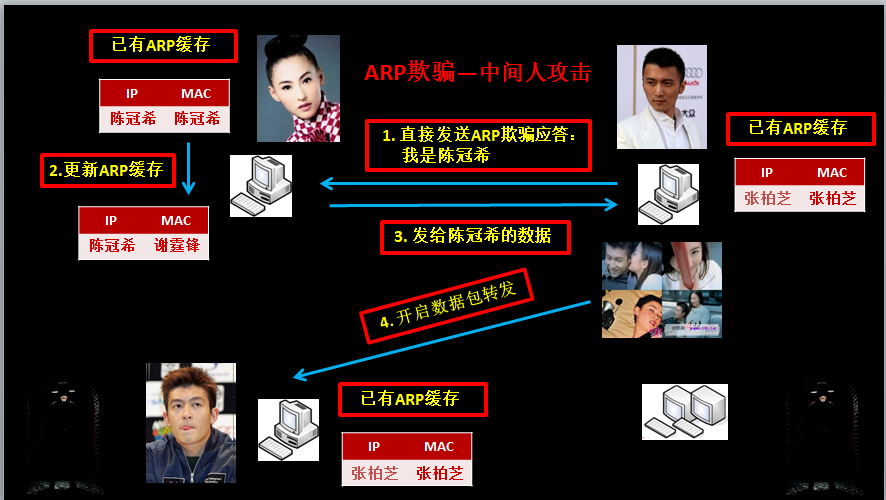 已有ARP缓存
ARP欺骗—中间人攻击
IP MAC
陈冠希 陈冠希
1. 直接发送ARP欺骗应答：
我是陈冠希
已有ARP缓存
2.更新ARP缓存
IP MAC
张柏芝 张柏芝
IP MAC
陈冠希 谢霆锋
3. 发给陈冠希的数据
4. 开启数据包转发
已有ARP缓存
IP MAC
张柏芝 张柏芝